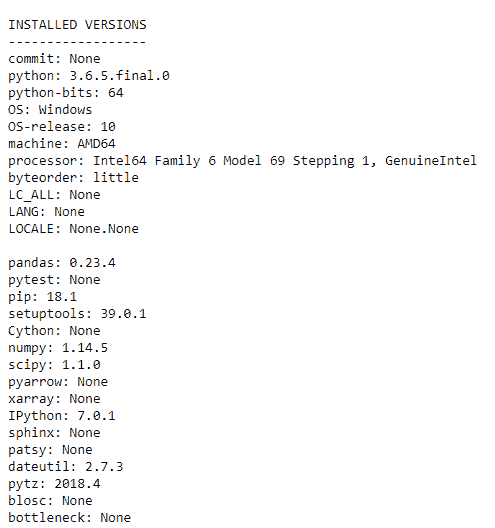 INSTALLED VERSIONS
------------------
commit: None
python: 3.6.5.final.0
python-bits: 64
OS: Windows
OS-release: 10
machine: AMD64
processor: Intel64 Family 6 Model 69 Stepping 1, GenuineIntel
byteorder: little
LC_ALL: None
LANG: None
LOCALE: None.None

pandas: 0.23.4
pytest: None
pip: 18.1
setuptools: 39.0.1
Cython: None
numpy: 1.14.5
scipy: 1.1.0
pyarrow: None
xarray: None
IPython: 7.0.1
sphinx: None
patsy: None
dateutil: 2.7.3
pytz: 2018.4
blosc: None
bottleneck: None